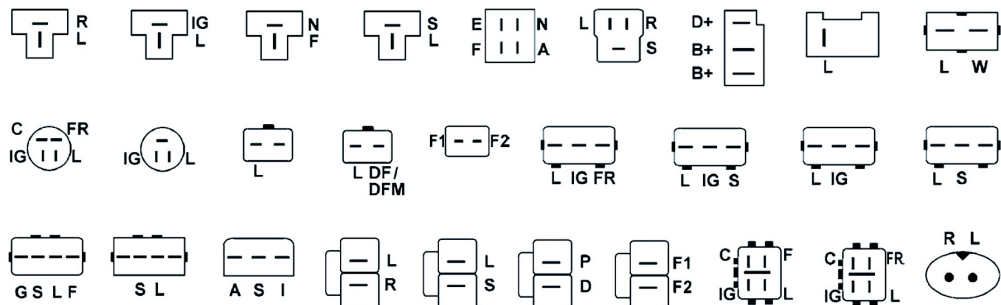 R
L
IG
L
N
F
S
L
E N
F A
L R
S
D+
B+
B+
L
L W
C FR
IG L
IG L
L
L DF/
DFM
F1 F2
L IG FR
L IG S
L IG
L S
G S L F
S L
A S I
L
R
L
S
P
D
F1
F2
C F
IG L
C FR
IG L
R L